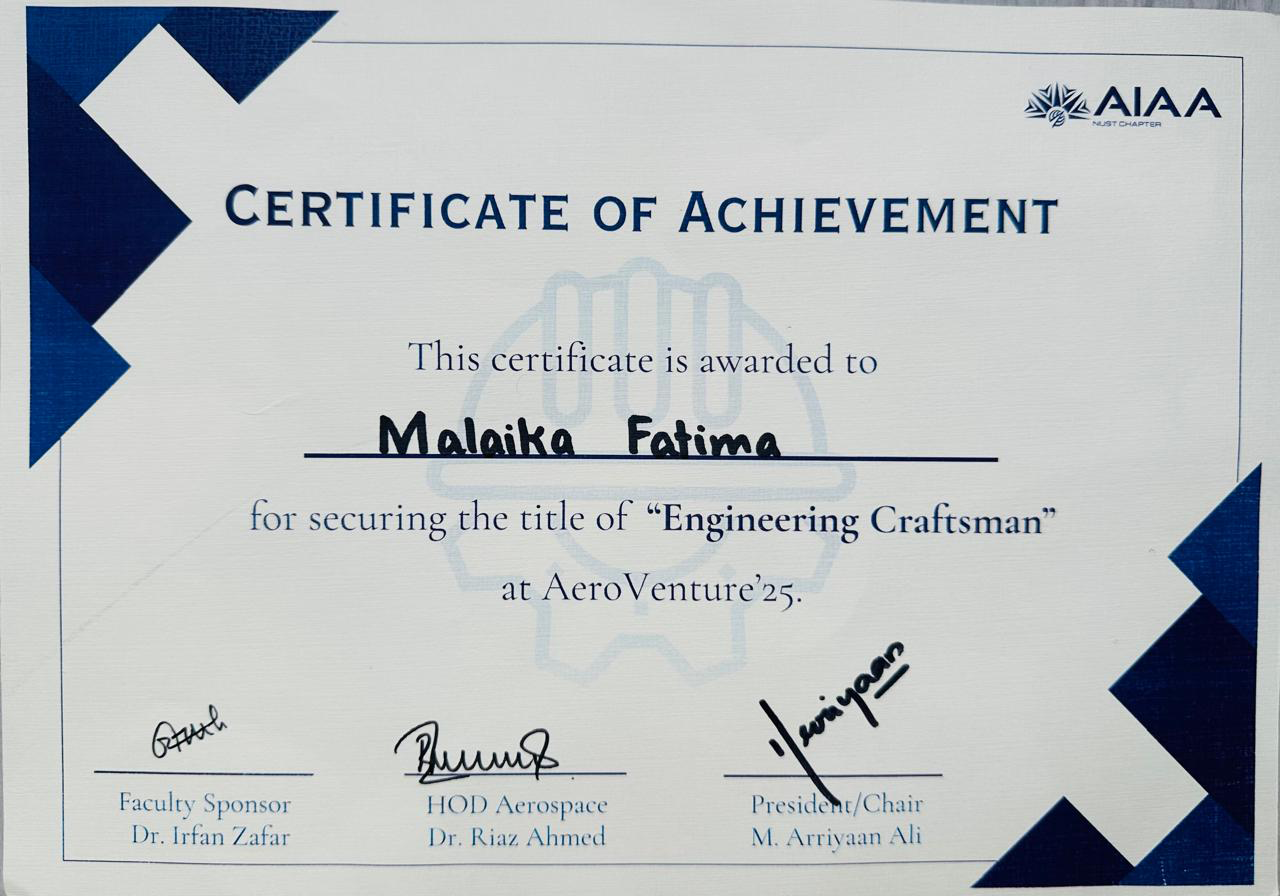 AIAA
NUST CHAPTER
CERTIFICATE OF ACHIEVEMENT
This certificate is awarded to
Malaika Fatima
for securing the title of “Engineering Craftsman”
at AeroVenture’25.
Faculty Sponsor
Dr. Irfan Zafar
HOD Aerospace
Dr. Riaz Ahmed
Arriyaan
President/Chair
M. Arriyaan Ali